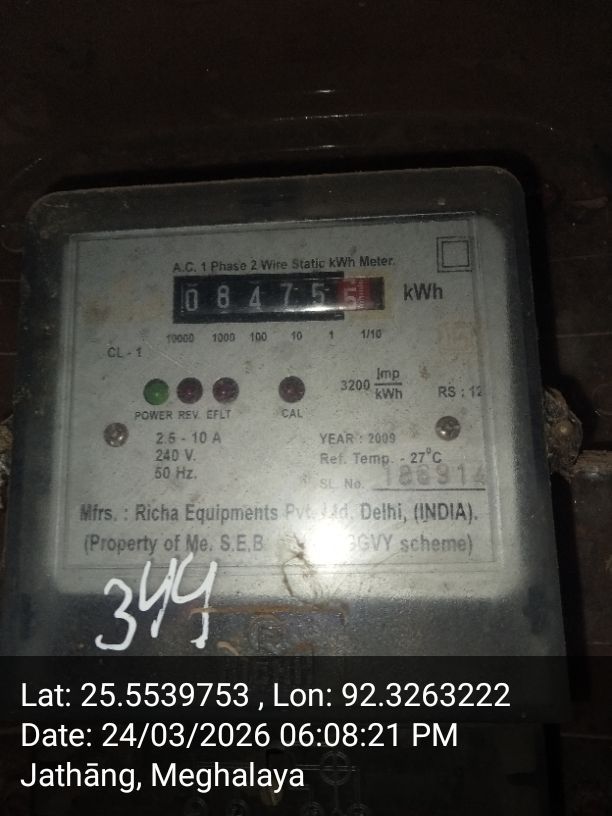 A.C. 1 Phase 2 Wire Static kWh Meter.
0 8 4 7 5 5 kWh
10000 1000 100 10 1 1/10
CL - 1
3200 Imp/kWh
RS : 12
POWER REV. EFLT CAL
2.5 - 10 A
240 V.
50 Hz.
YEAR : 2009
Ref. Temp. - 27°C
SL. No. 186914
Mfrs. : Richa Equipments Pvt. Ltd. Delhi, (INDIA).
(Property of Me. S.E.B scheme)
344
Lat: 25.5539753 , Lon: 92.3263222
Date: 24/03/2026 06:08:21 PM
Jathāng, Meghalaya